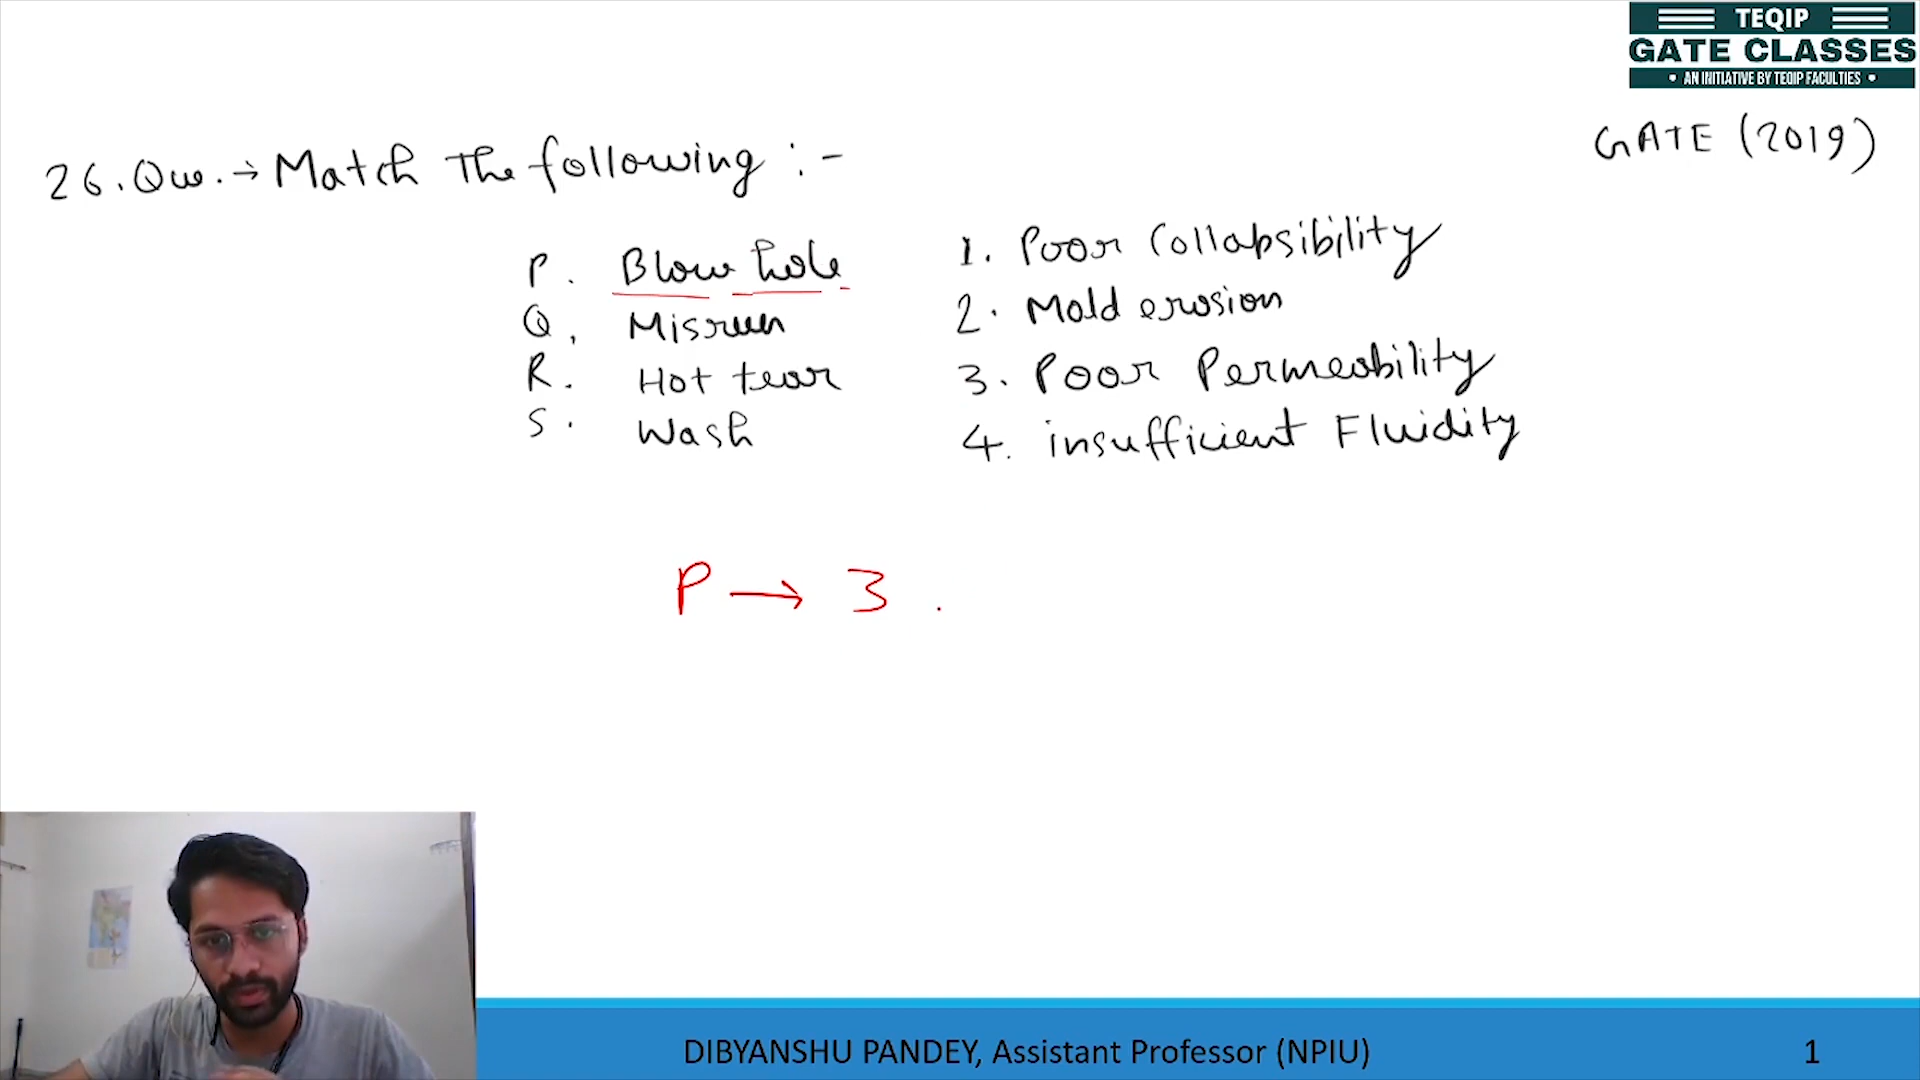 TEQIP
GATE CLASSES
• AN INITIATIVE BY TEQIP FACULTIES •
GATE (2019)
26. Que. → Match the following :-
P. Blow hole
Q. Misrun
R. Hot tear
S. Wash
1. Poor Collapsibility
2. Mold erosion
3. Poor Permeability
4. insufficient Fluidity
P → 3 .
DIBYANSHU PANDEY, Assistant Professor (NPIU)
1